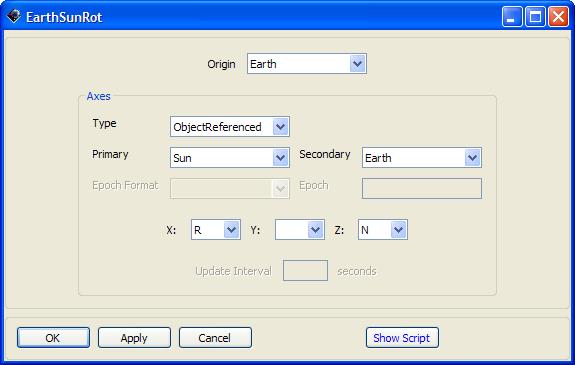 EarthSunRot
Origin Earth
Axes
Type ObjectReferenced
Primary Sun Secondary Earth
Epoch Format Epoch
X: R Y: Z: N
Update Interval seconds
OK Apply Cancel Show Script